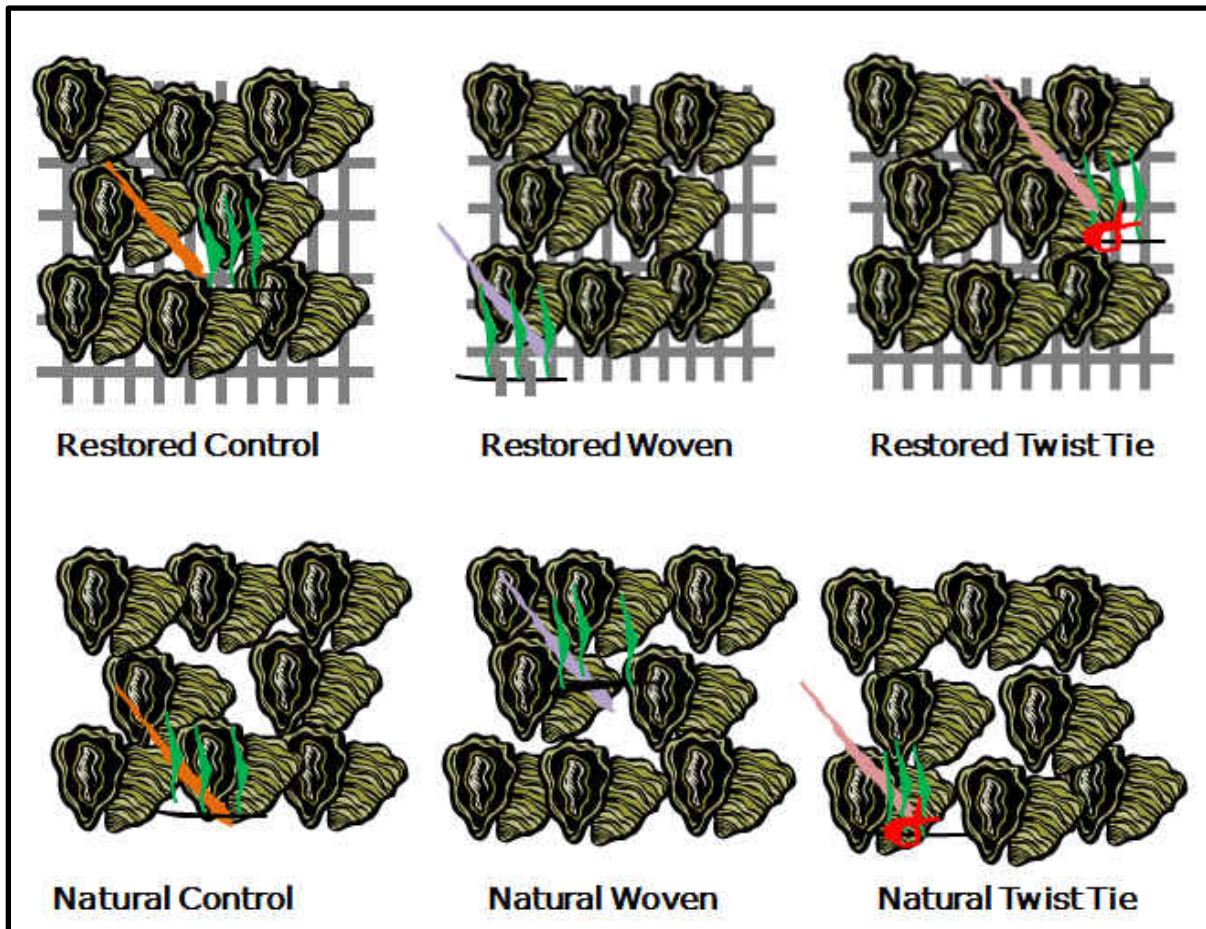 Restored Control
Restored Woven
Restored Twist Tie
Natural Control
Natural Woven
Natural Twist Tie